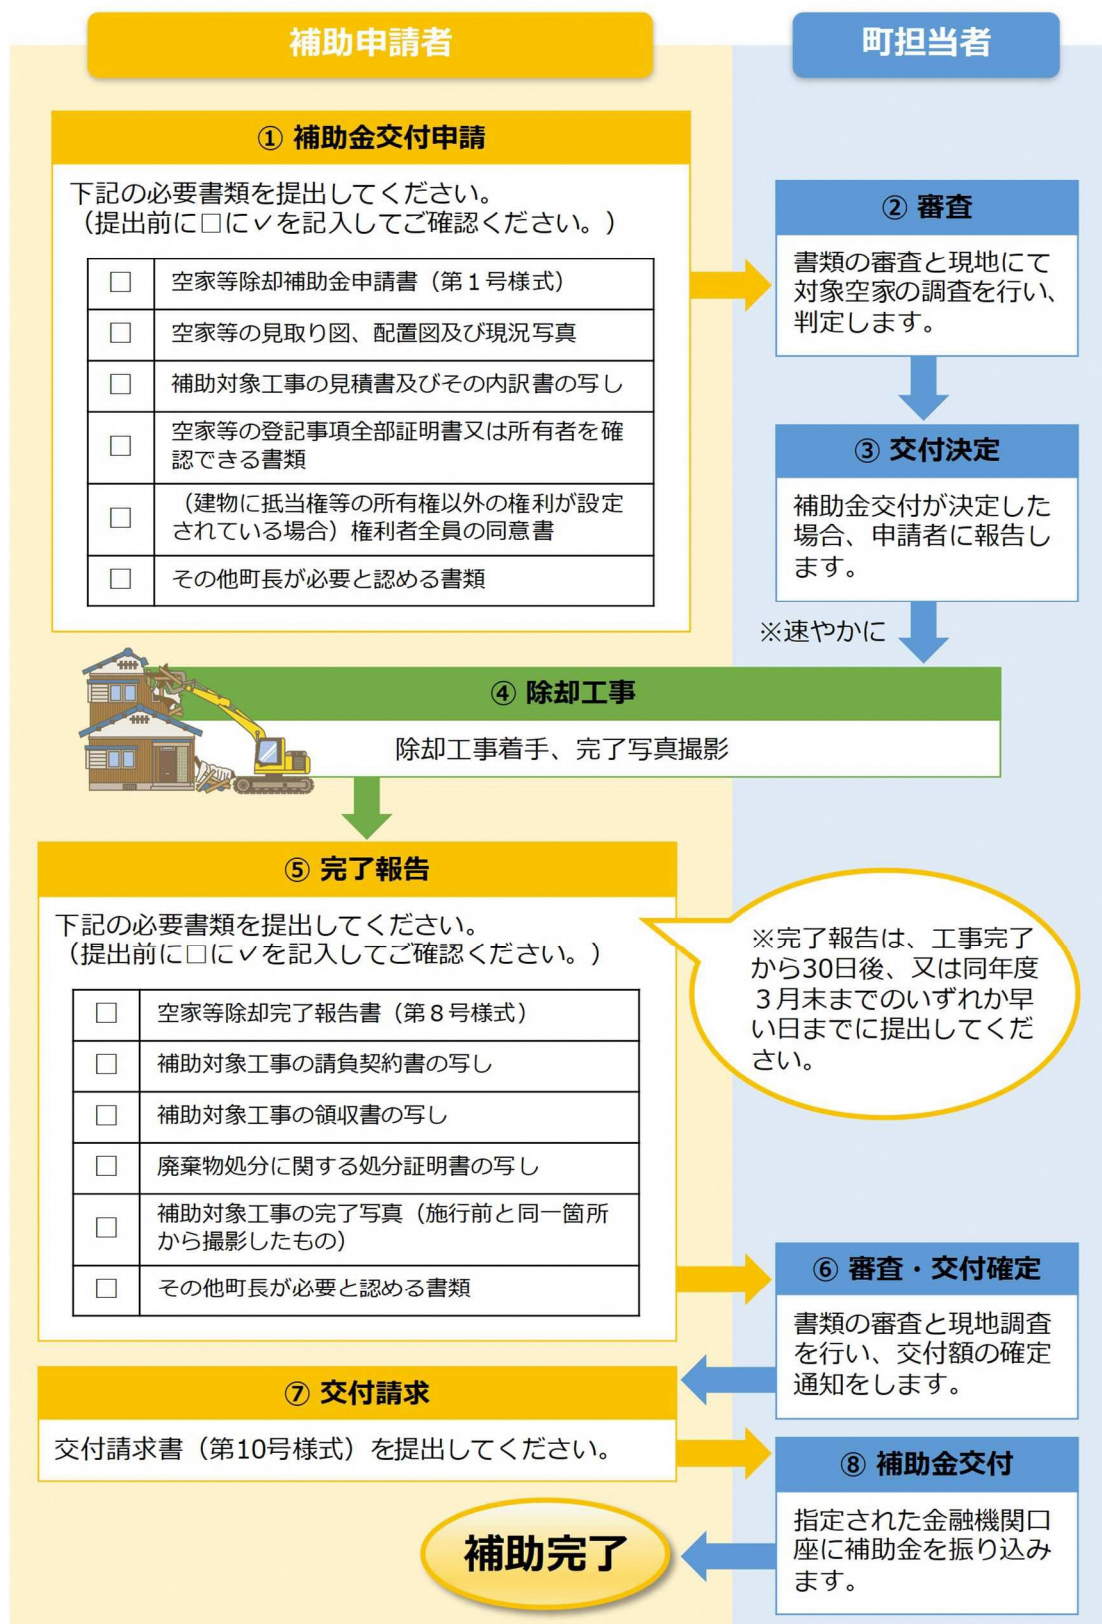 補助申請者
町担当者
① 補助金交付申請
下記の必要書類を提出してください。
（提出前に□に✓を記入してご確認ください。）
□ 空家等除却補助金申請書（第１号様式）
□ 空家等の見取り図、配置図及び現況写真
□ 補助対象工事の見積書及びその内訳書の写し
□ 空家等の登記事項全部証明書又は所有者を確
認できる書類
□ （建物に抵当権等の所有権以外の権利が設定
されている場合）権利者全員の同意書
□ その他町長が必要と認める書類
② 審査
書類の審査と現地にて
対象空家の調査を行い、
判定します。
③ 交付決定
補助金交付が決定した
場合、申請者に報告し
ます。
※速やかに
④ 除却工事
除却工事着手、完了写真撮影
⑤ 完了報告
下記の必要書類を提出してください。
（提出前に□に✓を記入してご確認ください。）
□ 空家等除却完了報告書（第８号様式）
□ 補助対象工事の請負契約書の写し
□ 補助対象工事の領収書の写し
□ 廃棄物処分に関する処分証明書の写し
□ 補助対象工事の完了写真（施行前と同一箇所
から撮影したもの）
□ その他町長が必要と認める書類
※完了報告は、工事完了
から30日後、又は同年度
３月末までのいずれか早
い日までに提出してくだ
さい。
⑥ 審査・交付確定
書類の審査と現地調査
を行い、交付額の確定
通知をします。
⑦ 交付請求
交付請求書（第10号様式）を提出してください。
⑧ 補助金交付
指定された金融機関口
座に補助金を振り込み
ます。
補助完了